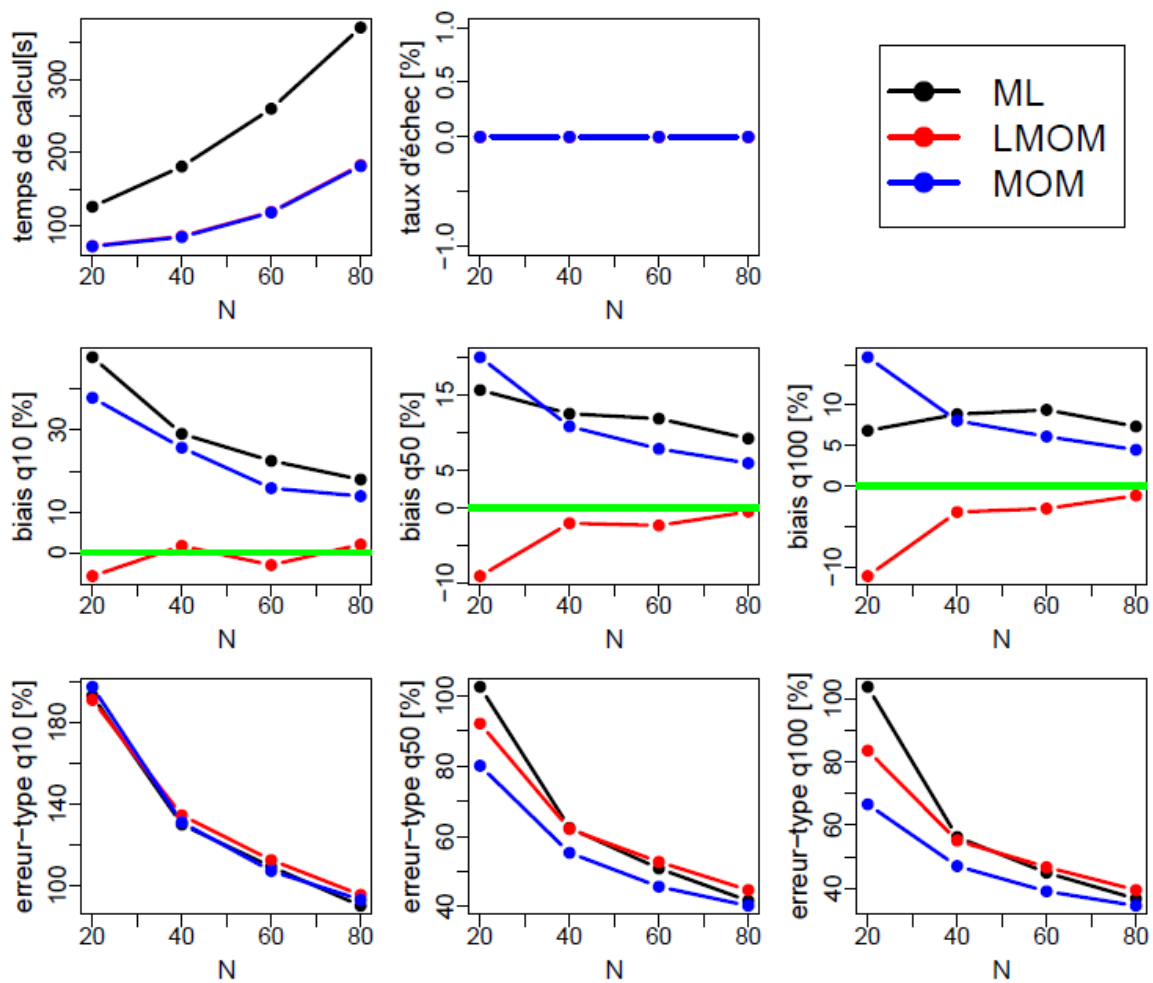 temps de calcul[s]
100 200 300
20 40 60 80
N
taux d'échec [%]
−1.0 0.0 0.5 1.0
20 40 60 80
N
ML
LMOM
MOM
biais q10 [%]
0 10 30
20 40 60 80
N
biais q50 [%]
−10 0 5 15
20 40 60 80
N
biais q100 [%]
−10 0 5 10
20 40 60 80
N
erreur−type q10 [%]
100 140 180
20 40 60 80
N
erreur−type q50 [%]
40 60 80 100
20 40 60 80
N
erreur−type q100 [%]
40 60 80 100
20 40 60 80
N